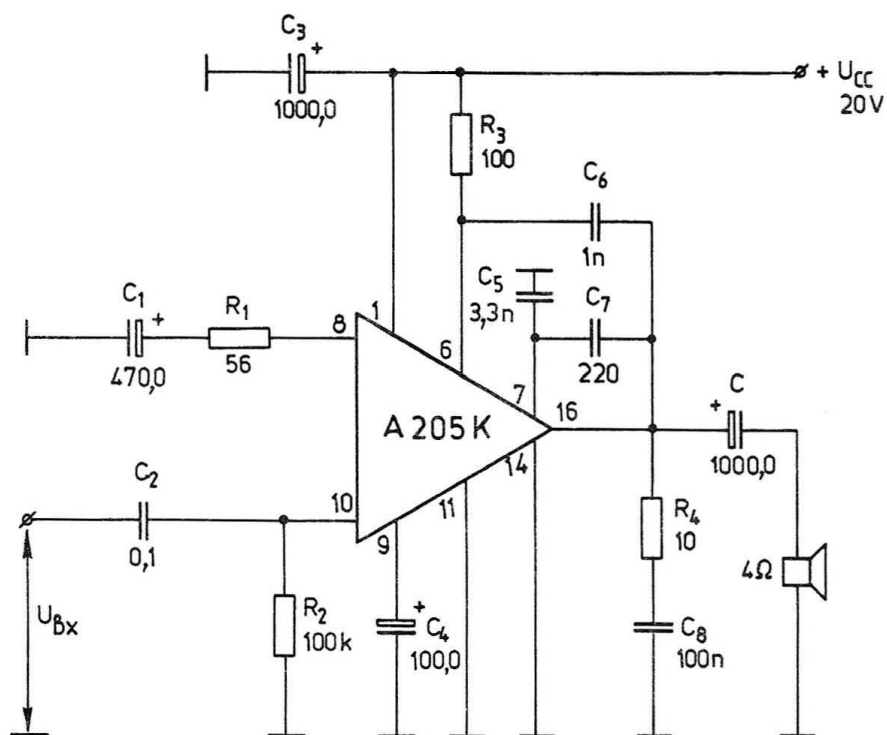 C3
+
1000,0
+ UCC
20V
R3
100
C6
1n
C5
3,3n
C7
220
C1
+
470,0
R1
56
8
1
6
7
16
A 205 K
14
11
10
9
C2
0,1
Uвх
R2
100k
+
C4
100,0
C
+
1000,0
R4
10
C8
100n
4Ω